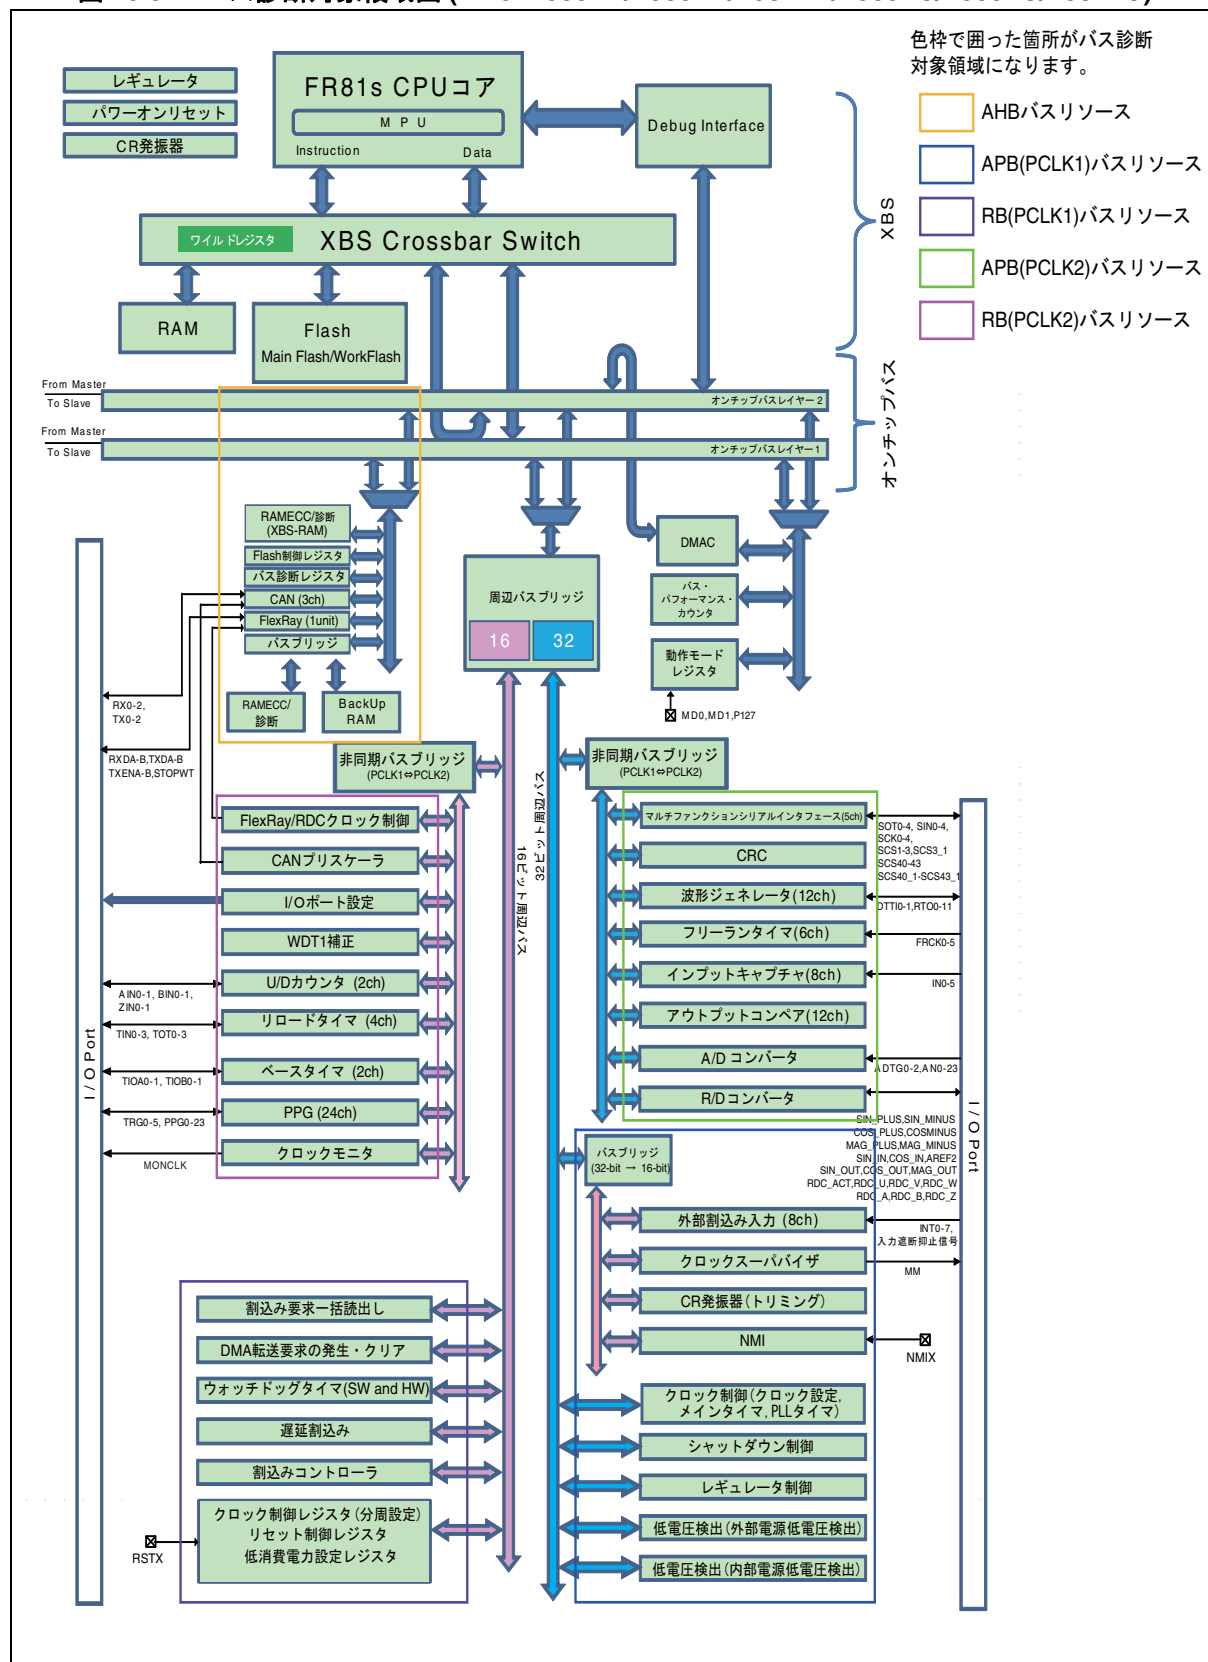 色枠で囲った箇所がバス診断
対象領域になります。
AHBバスリソース
APB(PCLK1)バスリソース
RB(PCLK1)バスリソース
APB(PCLK2)バスリソース
RB(PCLK2)バスリソース
レギュレータ
パワーオンリセット
CR発振器
FR81s CPUコア
M P U
Instruction
Data
Debug Interface
XBS
ワイルドレジスタ
XBS Crossbar Switch
RAM
Flash
Main Flash/WorkFlash
オンチップバス
From Master
To Slave
オンチップバスレイヤー2
From Master
To Slave
オンチップバスレイヤー1
RAMECC/診断
(XBS-RAM)
Flash制御レジスタ
バス診断レジスタ
CAN (3ch)
FlexRay (1unit)
バスブリッジ
RAMECC/
診断
BackUp
RAM
周辺バスブリッジ
16
32
DMAC
バス・
パフォーマンス・
カウンタ
動作モード
レジスタ
MD0,MD1,P127
RX0-2,
TX0-2
RXDA-B,TXDA-B
TXENA-B,STOPWT
非同期バスブリッジ
(PCLK1⇔PCLK2)
非同期バスブリッジ
(PCLK1⇔PCLK2)
16ビット周辺バス
32ビット周辺バス
FlexRay/RDCクロック制御
CANプリスケーラ
I/Oポート設定
WDT1補正
U/Dカウンタ (2ch)
リロードタイマ (4ch)
ベースタイマ (2ch)
PPG (24ch)
クロックモニタ
AIN0-1, BIN0-1,
ZIN0-1
TIN0-3, TOT0-3
TIOA0-1, TIOB0-1
TRG0-5, PPG0-23
MONCLK
I/O Port
マルチファンクションシリアルインタフェース(5ch)
CRC
波形ジェネレータ(12ch)
フリーランタイマ(6ch)
インプットキャプチャ(8ch)
アウトプットコンペア(12ch)
A/D コンバータ
R/Dコンバータ
SOT0-4, SIN0-4,
SCK0-4,
SCS1-3,SCS3_1
SCS40-43
SCS40_1-SCS43_1
DTTI0-1,RTO0-11
FRCK0-5
IN0-5
ADTG0-2,AN0-23
SIN_PLUS,SIN_MINUS
COS_PLUS,COSMINUS
MAG_PLUS,MAG_MINUS
SIN_IN,COS_IN,AREF2
SIN_OUT,COS_OUT,MAG_OUT
RDC_ACT,RDC_U,RDC_V,RDC_W
RDC_A,RDC_B,RDC_Z
I/O Port
バスブリッジ
(32-bit → 16-bit)
外部割込み入力 (8ch)
クロックスーパバイザ
CR発振器(トリミング)
NMI
INT0-7,
入力遮断抑止信号
MM
NMIX
クロック制御(クロック設定,
メインタイマ,PLLタイマ)
シャットダウン制御
レギュレータ制御
低電圧検出(外部電源低電圧検出)
低電圧検出(内部電源低電圧検出)
割込み要求一括読出し
DMA転送要求の発生・クリア
ウォッチドッグタイマ(SW and HW)
遅延割込み
割込みコントローラ
クロック制御レジスタ(分周設定)
リセット制御レジスタ
低消費電力設定レジスタ
RSTX